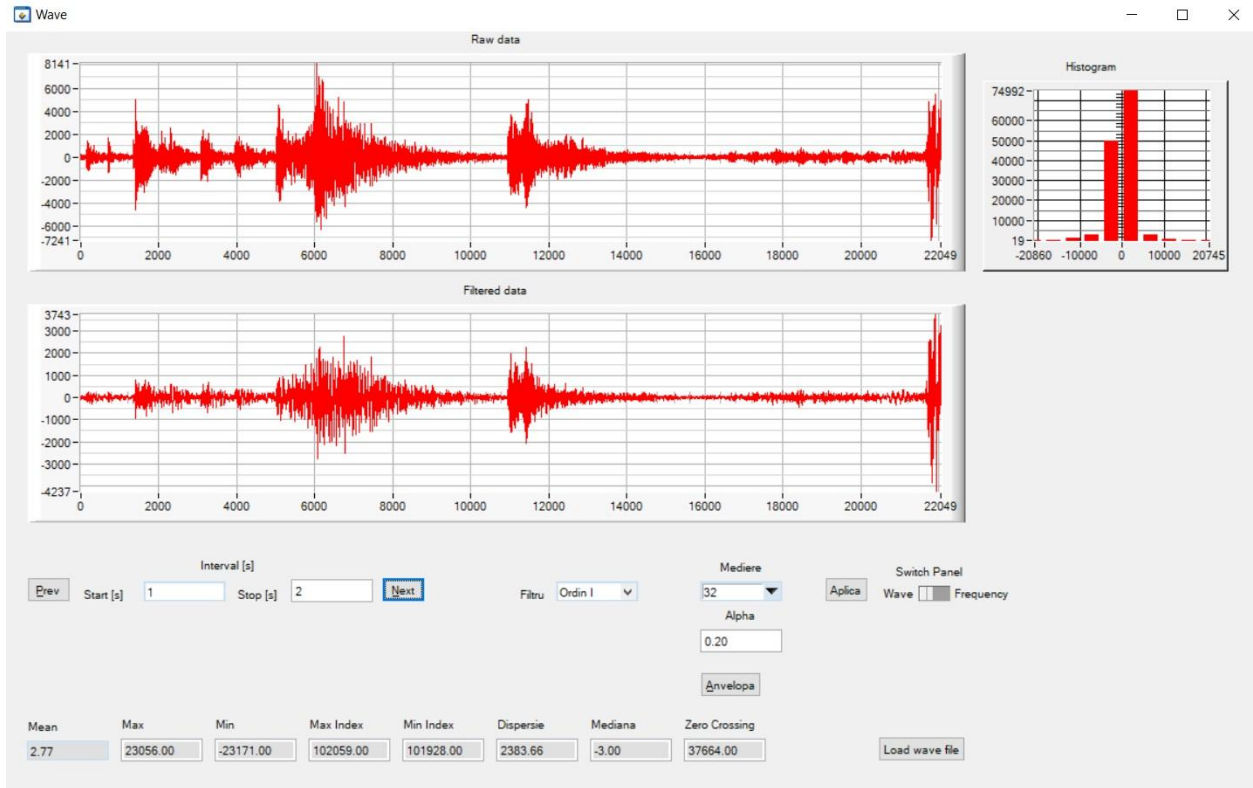 Wave
Raw data
8141
6000
4000
2000
0
-2000
-4000
-6000
-7241
0 2000 4000 6000 8000 10000 12000 14000 16000 18000 20000 22049
Histogram
74992
60000
50000
40000
30000
20000
10000
19
-20860 -10000 0 10000 20745
Filtered data
3743
3000
2000
1000
0
-1000
-2000
-3000
-4237
0 2000 4000 6000 8000 10000 12000 14000 16000 18000 20000 22049
Interval [s]
Prev Start [s] 1 Stop [s] 2 Next
Filtru Ordin I
Mediere
32
Alpha
0.20
Anvelopa
Aplica
Switch Panel
Wave Frequency
Mean Max Min Max Index Min Index Dispersie Mediana Zero Crossing
2.77 23056.00 -23171.00 102059.00 101928.00 2383.66 -3.00 37664.00
Load wave file